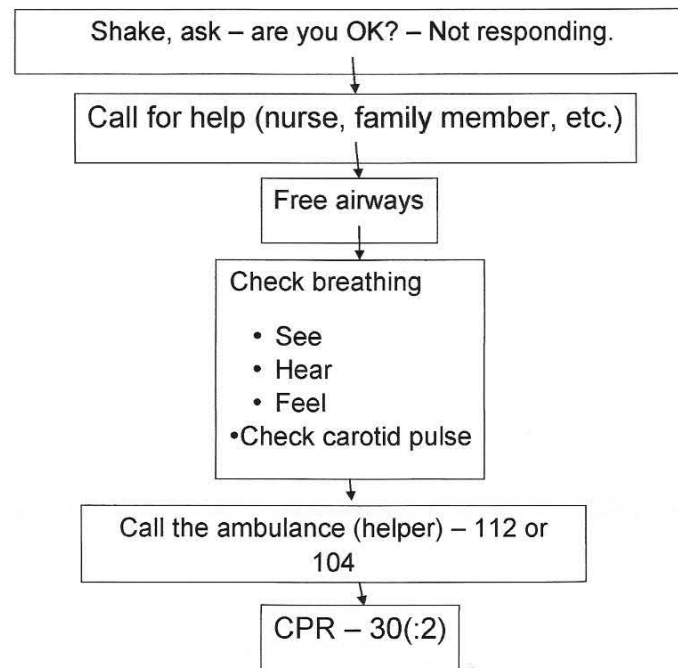 Shake, ask – are you OK? – Not responding.
Call for help (nurse, family member, etc.)
Free airways
Check breathing
• See
• Hear
• Feel
•Check carotid pulse
Call the ambulance (helper) – 112 or
104
CPR – 30(:2)